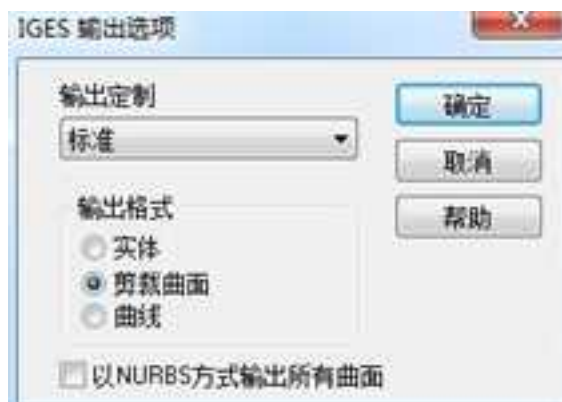 IGES 输出选项
输出定制
标准
确定
取消
帮助
输出格式
实体
剪裁曲面
曲线
以NURBS方式输出所有曲面